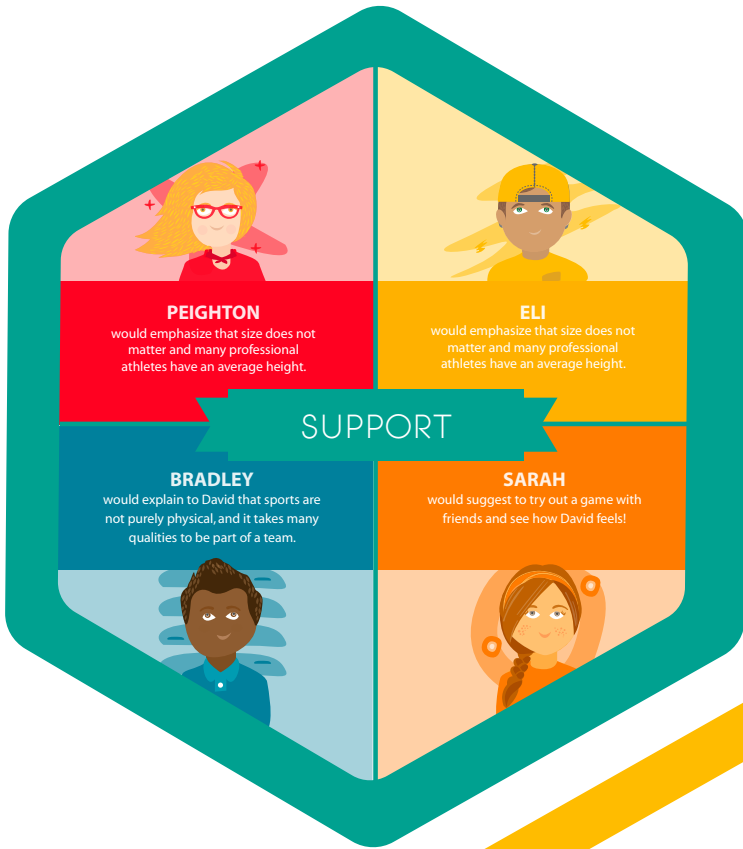 PEIGHTON
would emphasize that size does not
matter and many professional
athletes have an average height.
ELI
would emphasize that size does not
matter and many professional
athletes have an average height.
SUPPORT
BRADLEY
would explain to David that sports are
not purely physical, and it takes many
qualities to be part of a team.
SARAH
would suggest to try out a game with
friends and see how David feels!